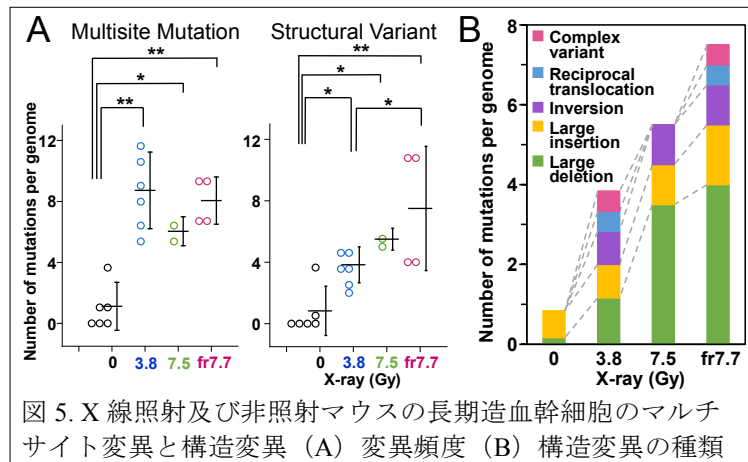 A Multisite Mutation Structural Variant
** ** 
* *
** * *
Number of mutations per genome
12
8
4
0
12
8
4
0
0 3.8 7.5 fr7.7 0 3.8 7.5 fr7.7
X-ray (Gy)
B
Number of mutations per genome
8
6
4
2
0
Complex
variant
Reciprocal
translocation
Inversion
Large
insertion
Large
deletion
0 3.8 7.5 fr7.7
X-ray (Gy)
図 5. X 線照射及び非照射マウスの長期造血幹細胞のマルチ
サイト変異と構造変異（A）変異頻度（B）構造変異の種類